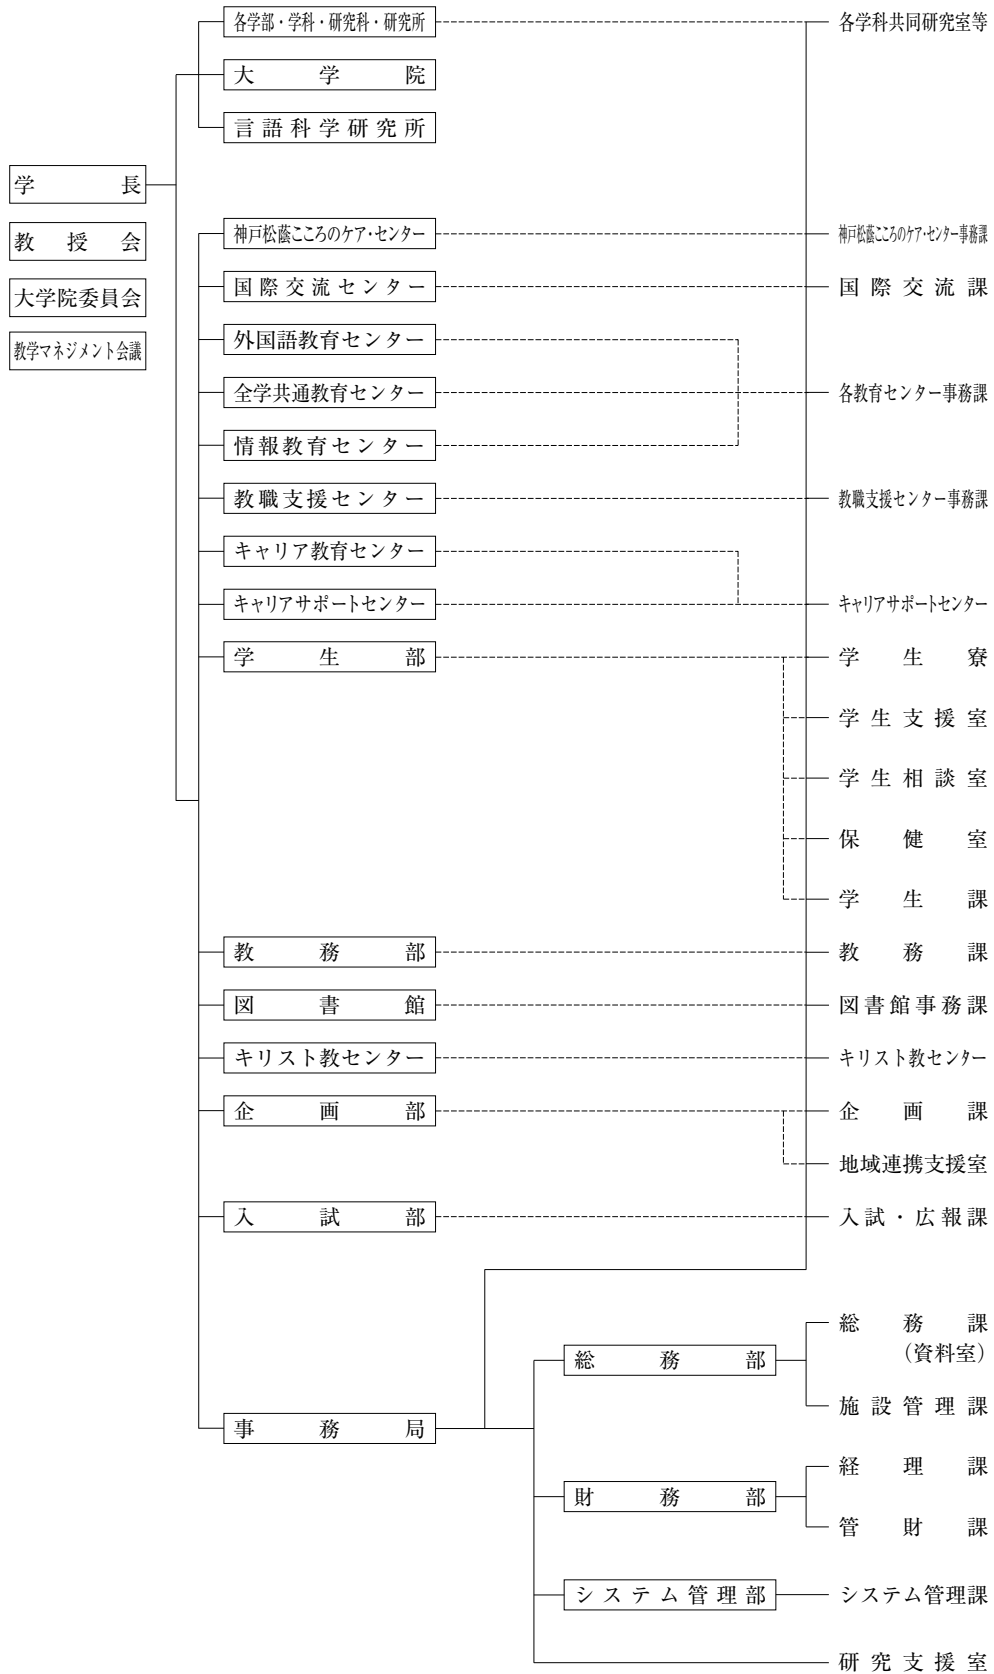 各学部・学科・研究科・研究所
各学科共同研究室等
大学院
言語科学研究所
学長
教授会
大学院委員会
教学マネジメント会議
神戸松蔭こころのケア・センター
神戸松蔭こころのケア・センター事務課
国際交流センター
国際交流課
外国語教育センター
全学共通教育センター
各教育センター事務課
情報教育センター
教職支援センター
教職支援センター事務課
キャリア教育センター
キャリアサポートセンター
キャリアサポートセンター
学生部
学生寮
学生支援室
学生相談室
保健室
学生課
教務部
教務課
図書館
図書館事務課
キリスト教センター
キリスト教センター
企画部
企画課
地域連携支援室
入試部
入試・広報課
総務部
総務課
（資料室）
施設管理課
事務局
財務部
経理課
管財課
システム管理部
システム管理課
研究支援室